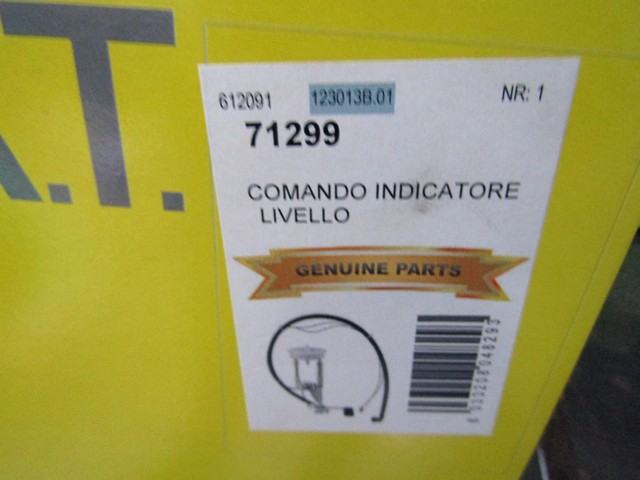 .T.
612091 123013B.01 NR: 1
71299
COMANDO INDICATORE
LIVELLO
GENUINE PARTS